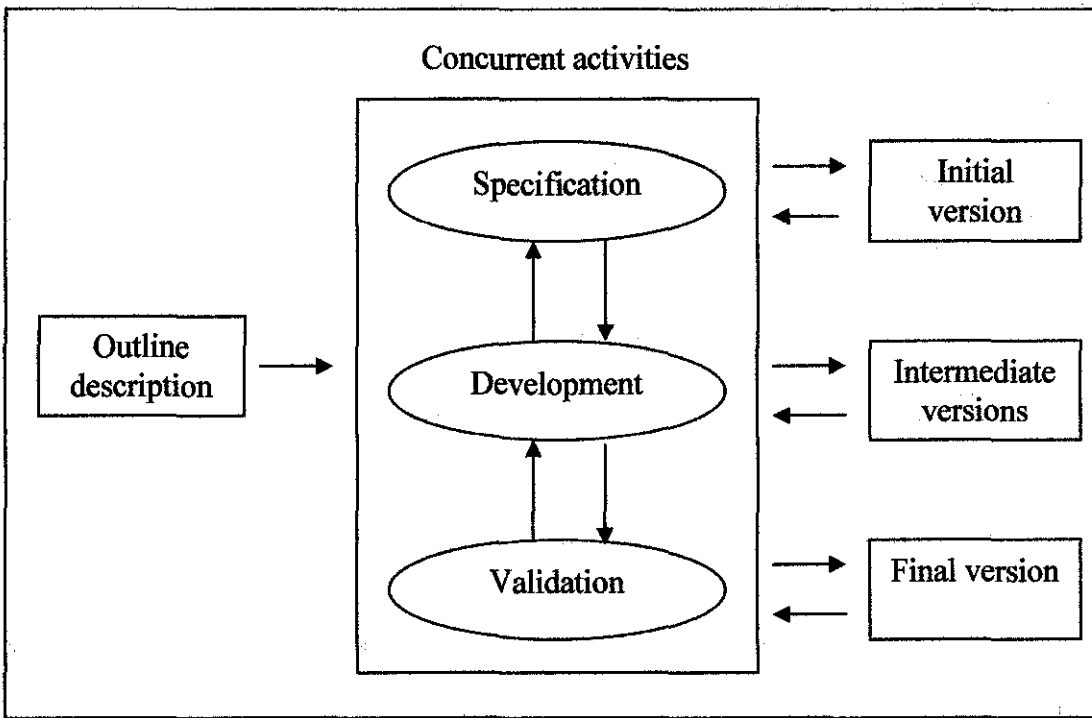 Concurrent activities
Specification
Initial
version
Outline
description
Development
Intermediate
versions
Validation
Final version